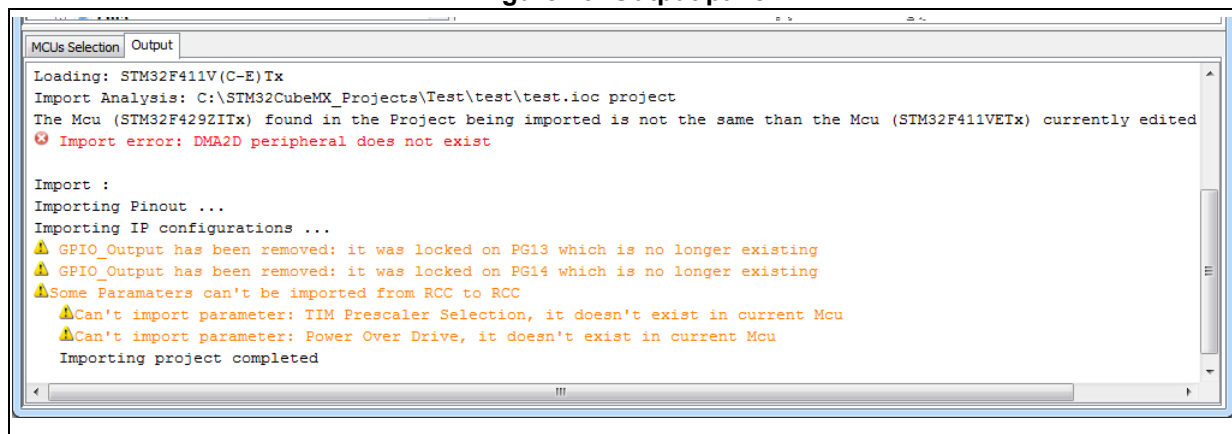 MCUs Selection Output
Loading: STM32F411V(C-E)Tx
Import Analysis: C:\STM32CubeMX_Projects\Test\test\test.ioc project
The Mcu (STM32F429ZITx) found in the Project being imported is not the same than the Mcu (STM32F411VETx) currently edited
Import error: DMA2D peripheral does not exist
Import :
Importing Pinout ...
Importing IP configurations ...
GPIO_Output has been removed: it was locked on PG13 which is no longer existing
GPIO_Output has been removed: it was locked on PG14 which is no longer existing
Some Paramaters can't be imported from RCC to RCC
Can't import parameter: TIM Prescaler Selection, it doesn't exist in current Mcu
Can't import parameter: Power Over Drive, it doesn't exist in current Mcu
Importing project completed